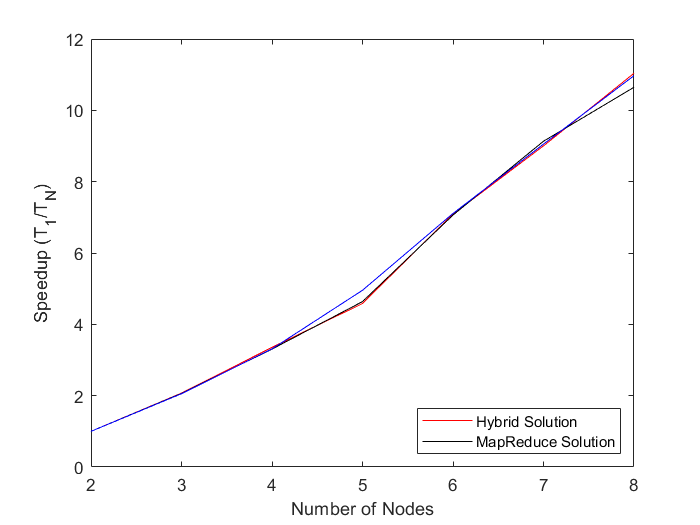 12
10
8
6
4
2
0
Speedup (T1/TN)
2 3 4 5 6 7 8
Number of Nodes
Hybrid Solution
MapReduce Solution